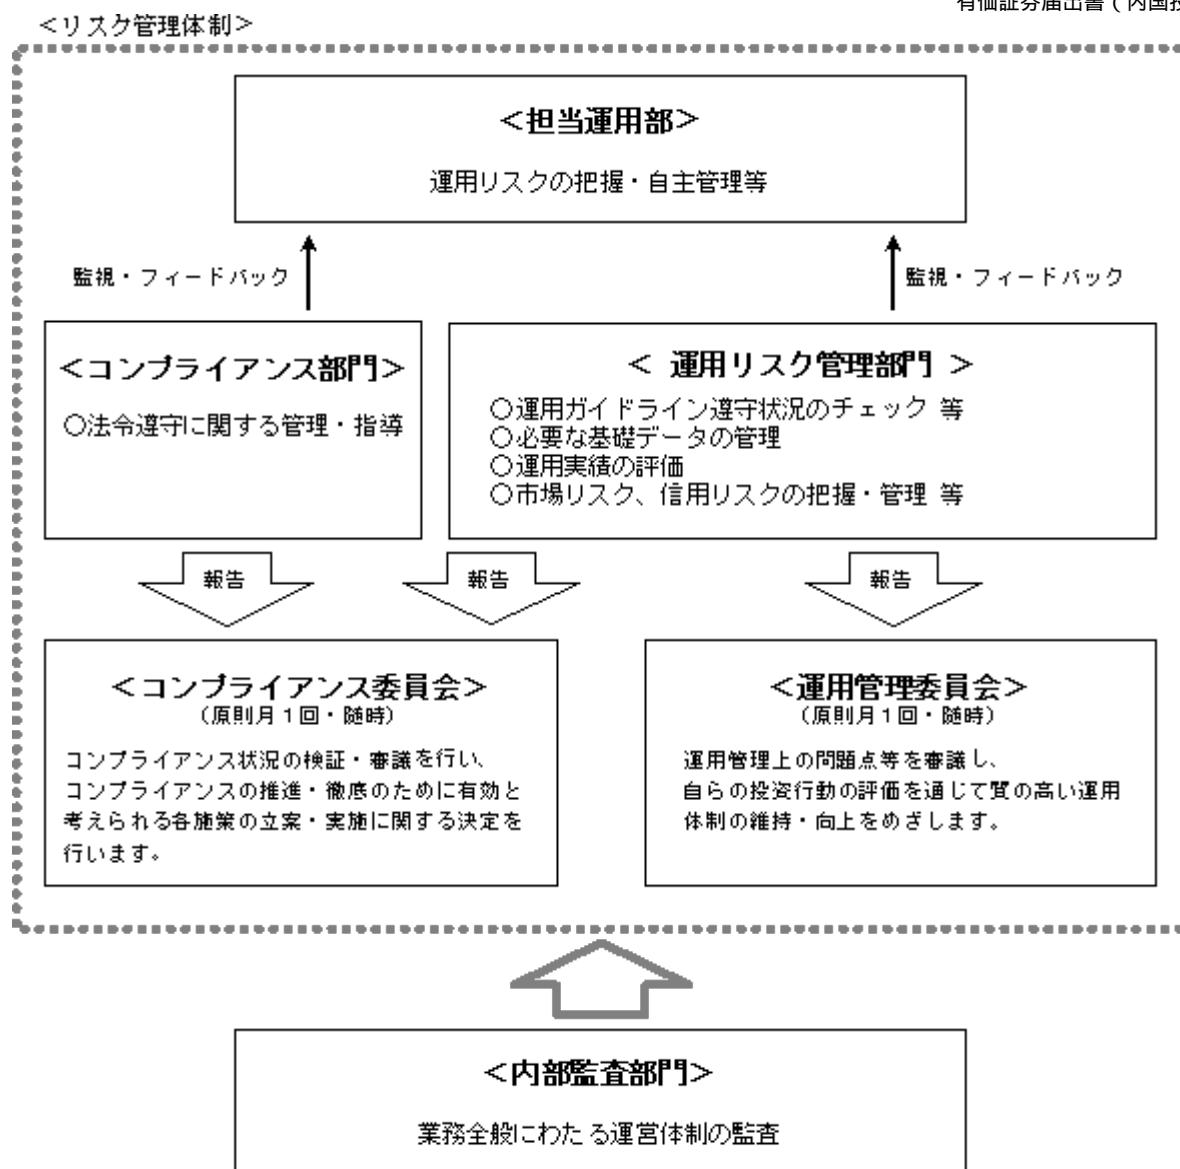 有価証券届出書（内国投
＜リスク管理体制＞
＜担当運用部＞
運用リスクの把握・自主管理等
監視・フィードバック
監視・フィードバック
＜コンプライアンス部門＞
○法令遵守に関する管理・指導
＜ 運用リスク管理部門 ＞
○運用ガイドライン遵守状況のチェック 等
○必要な基礎データの管理
○運用実績の評価
○市場リスク、信用リスクの把握・管理 等
報告
報告
報告
＜コンプライアンス委員会＞
（原則月１回・随時）
コンプライアンス状況の検証・審議を行い、
コンプライアンスの推進・徹底のために有効と
考えられる各施策の立案・実施に関する決定を
行います。
＜運用管理委員会＞
（原則月１回・随時）
運用管理上の問題点等を審議し、
自らの投資行動の評価を通じて質の高い運用
体制の維持・向上をめざします。
＜内部監査部門＞
業務全般にわたる運営体制の監査